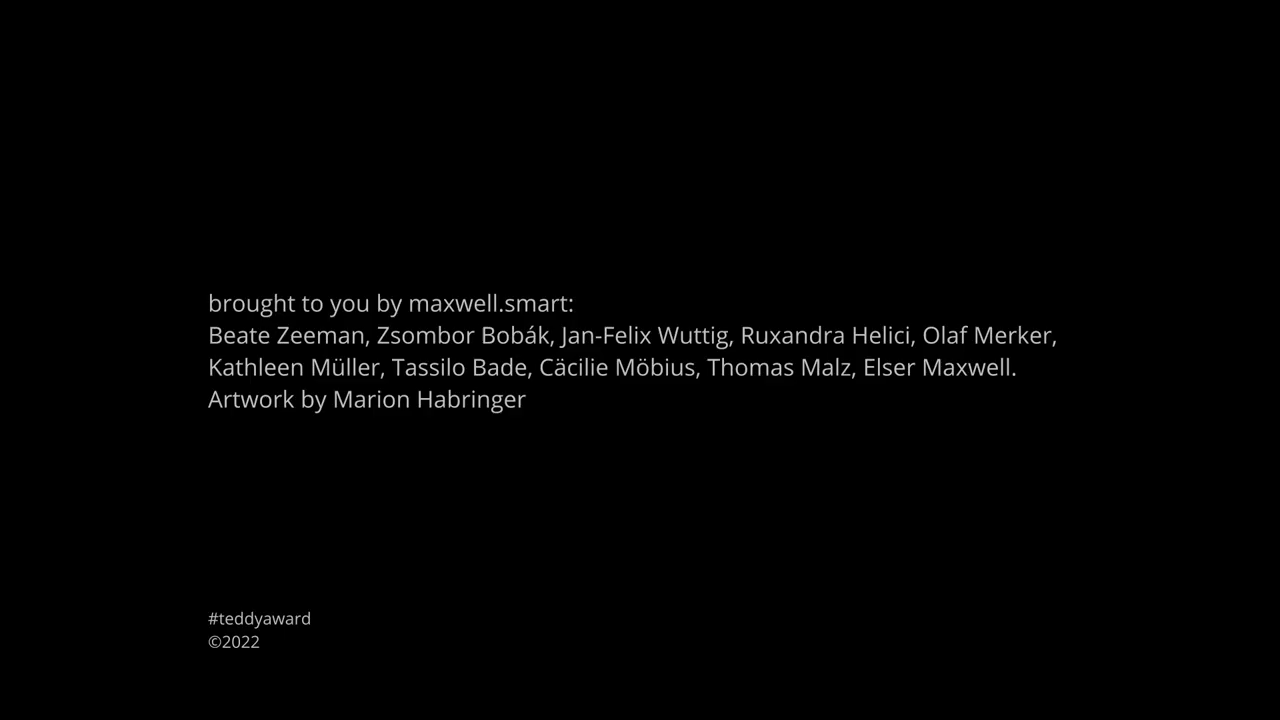 brought to you by maxwell.smart:
Beate Zeeman, Zsombor Bobák, Jan-Felix Wuttig, Ruxandra Helici, Olaf Merker,
Kathleen Müller, Tassilo Bade, Cäcilie Möbius, Thomas Malz, Elser Maxwell.
Artwork by Marion Habringer
#teddyaward
©2022